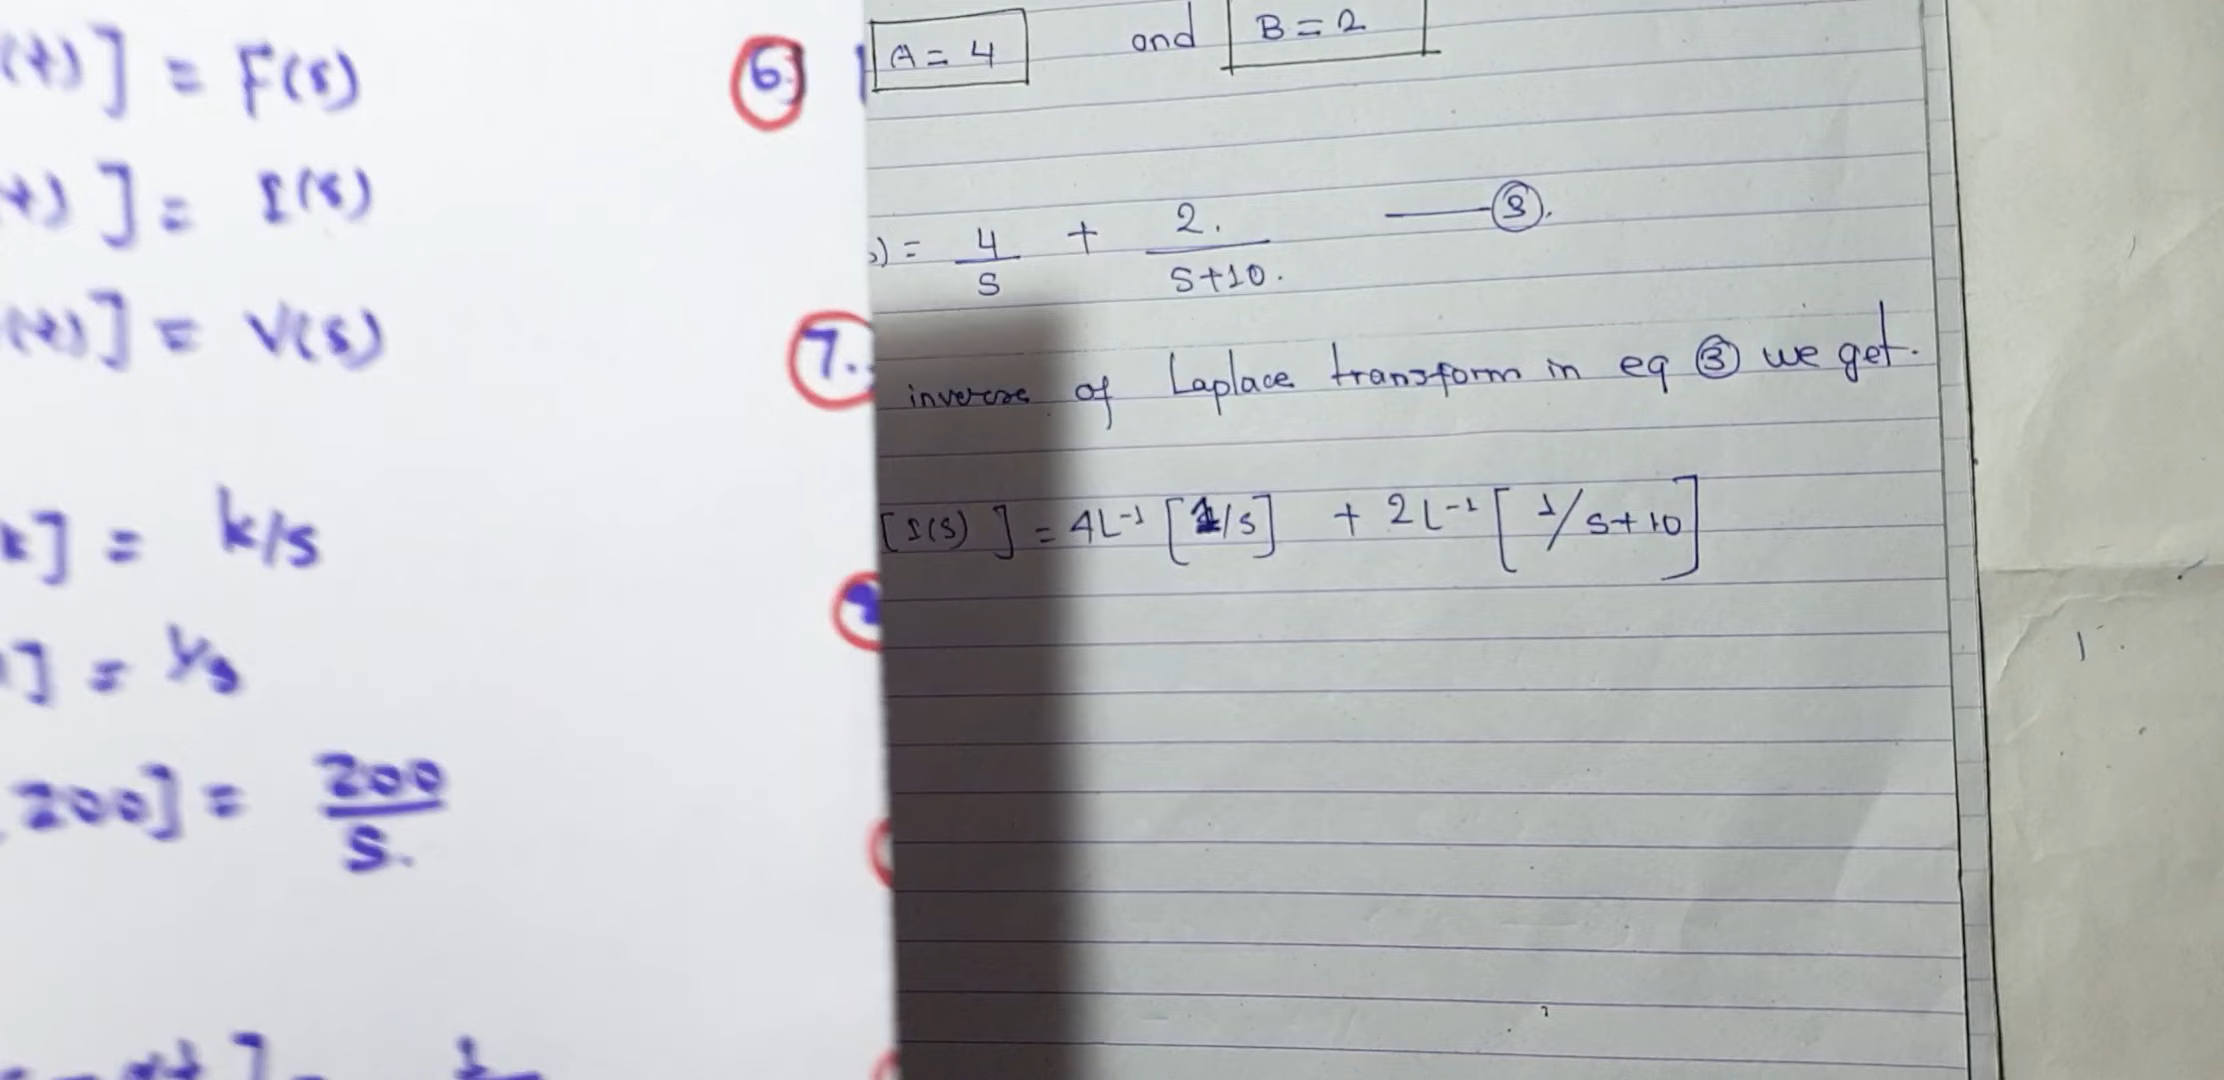 (t)] = F(s)
t)] = I(s)
(t)] = V(s)
k] = k/s
] = 1/s
200] = 200/s.
] = 1
6)
7.
A = 4 and B = 2
s) = 4/s + 2./s+10. —③.
inverse of Laplace transform in eq ③ we get.
[I(s)] = 4L⁻¹ [1/s] + 2L⁻¹ [1/s+10]